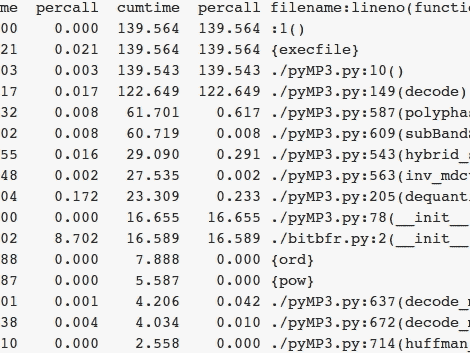 me percall cumtime percall filename:lineno(functi
00 0.000 139.564 139.564 :1()
21 0.021 139.564 139.564 {execfile}
03 0.003 139.543 139.543 ./pyMP3.py:10()
17 0.017 122.649 122.649 ./pyMP3.py:149(decode)
32 0.008 61.701 0.617 ./pyMP3.py:587(polyphas
02 0.008 60.719 0.008 ./pyMP3.py:609(subBandS
55 0.016 29.090 0.291 ./pyMP3.py:543(hybrid_s
48 0.002 27.535 0.002 ./pyMP3.py:563(inv_mdct
04 0.172 23.309 0.233 ./pyMP3.py:205(dequant
00 0.000 16.655 16.655 ./pyMP3.py:78(__init__
02 8.702 16.589 16.589 ./bitbfr.py:2(__init__
88 0.000 7.888 0.000 {ord}
87 0.000 5.587 0.000 {pow}
01 0.001 4.206 0.042 ./pyMP3.py:637(decode_
38 0.004 4.034 0.010 ./pyMP3.py:672(decode_
10 0.000 2.558 0.000 ./pyMP3.py:714(huffman_